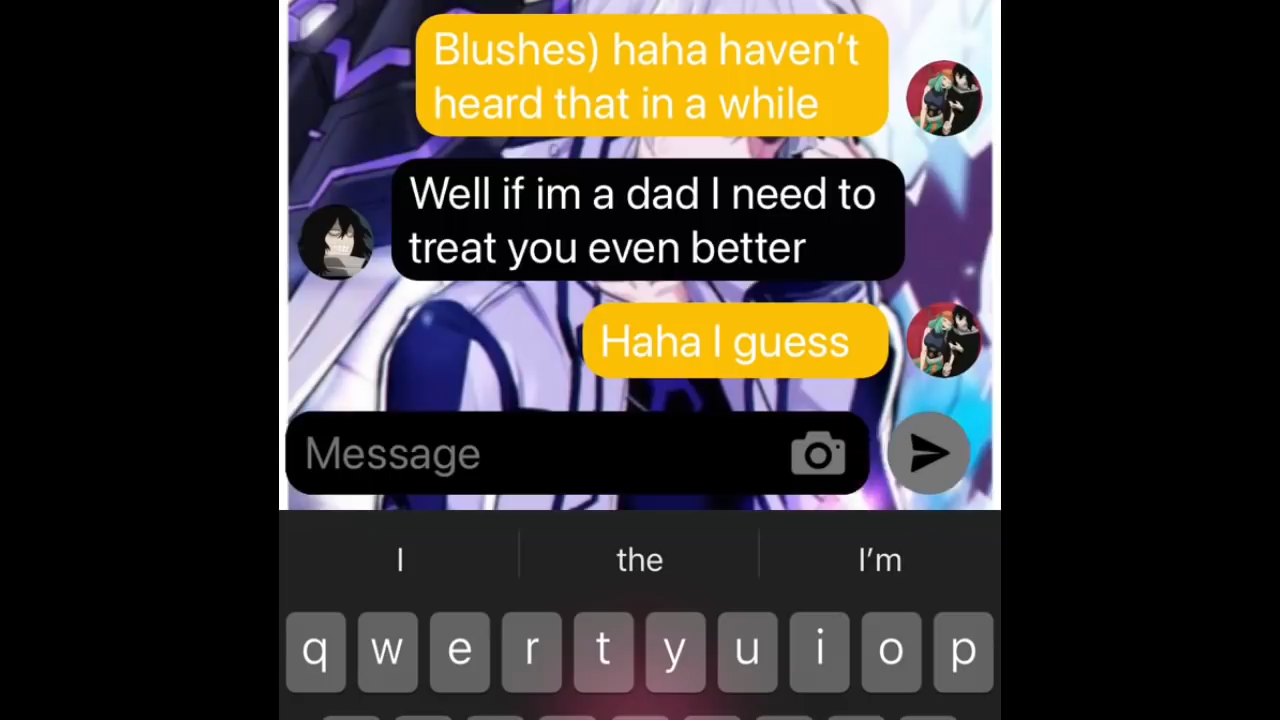 Blushes) haha haven’t
heard that in a while
Well if im a dad I need to
treat you even better
Haha I guess
Message
I the I’m
q w e r t y u i o p